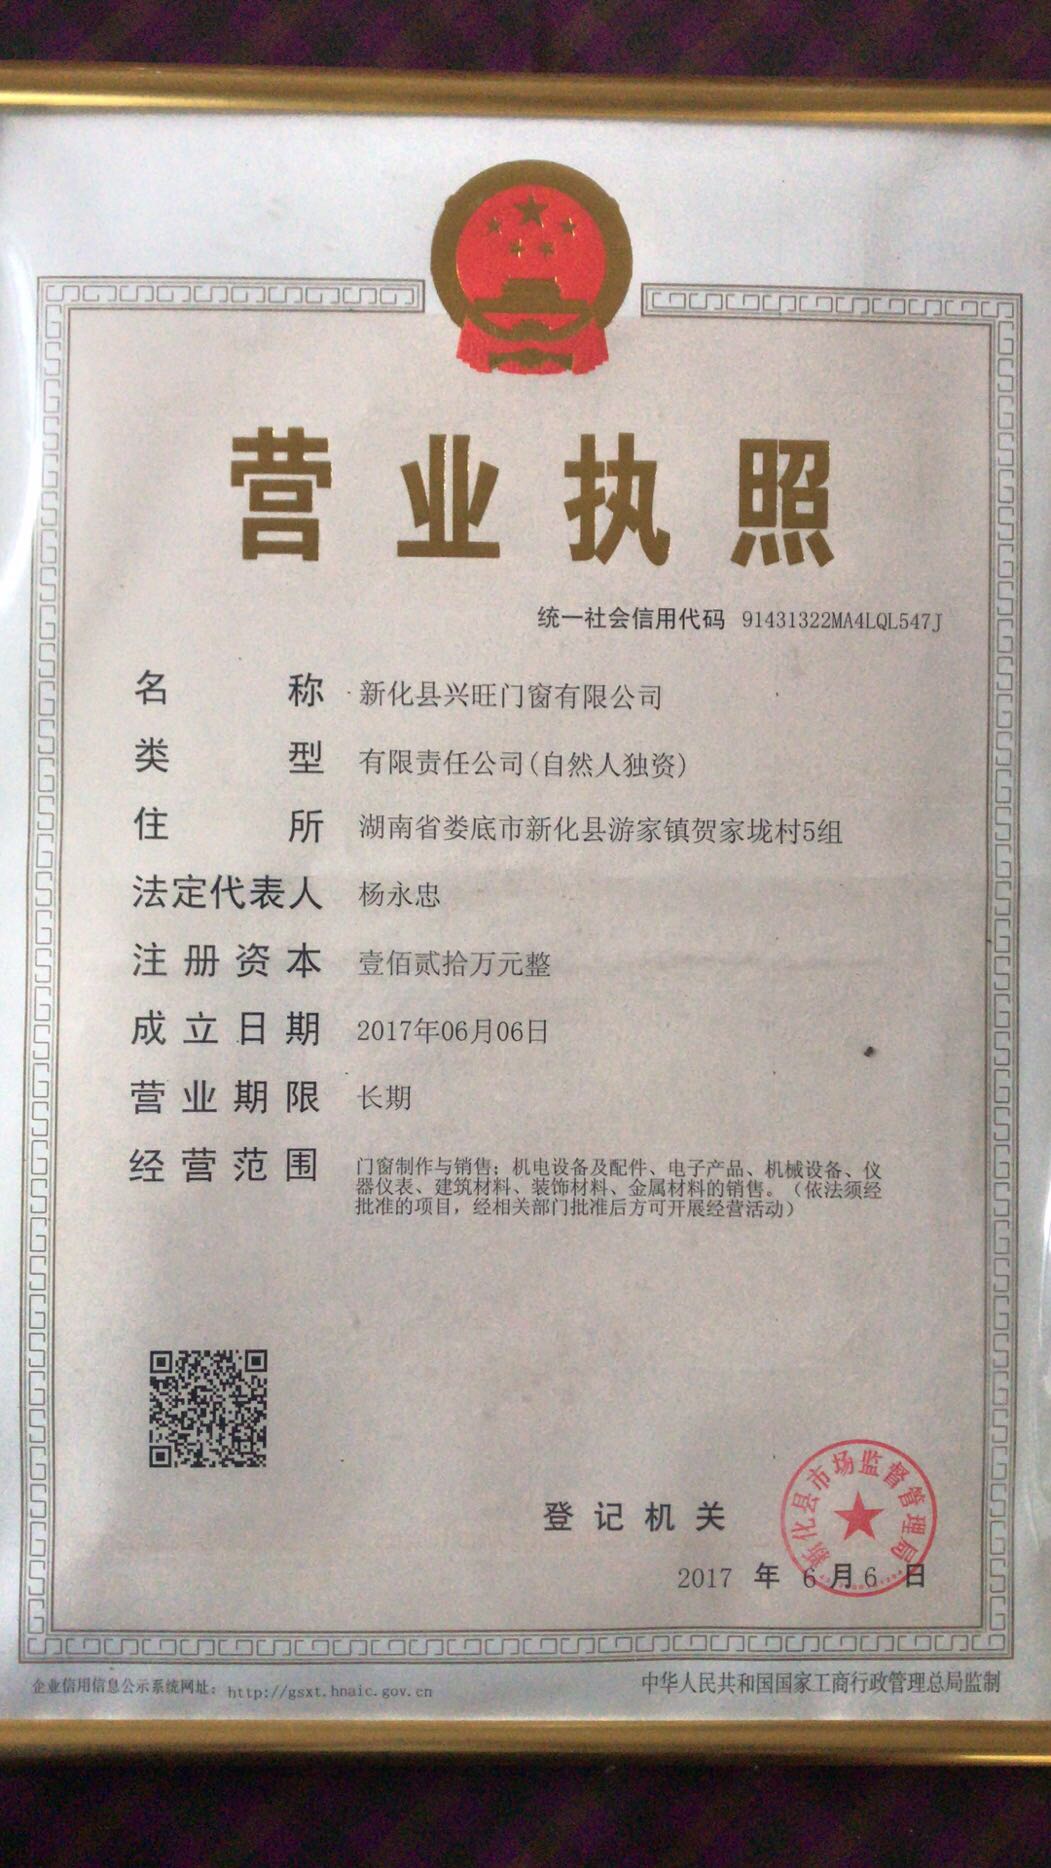 营业执照
统一社会信用代码 91431322MA4LQL547J
名称 新化县兴旺门窗有限公司
类型 有限责任公司(自然人独资)
住所 湖南省娄底市新化县游家镇贺家垅村5组
法定代表人 杨永忠
注册资本 壹佰贰拾万元整
成立日期 2017年06月06日
营业期限 长期
经营范围 门窗制作与销售；机电设备及配件、电子产品、机械设备、仪
器仪表、建筑材料、装饰材料、金属材料的销售。（依法须经
批准的项目，经相关部门批准后方可开展经营活动）
新化县市场监督管理局
登记机关
2017 年 6 月 6 日
企业信用信息公示系统网址： http://gsxt.hnaic.gov.cn
中华人民共和国国家工商行政管理总局监制